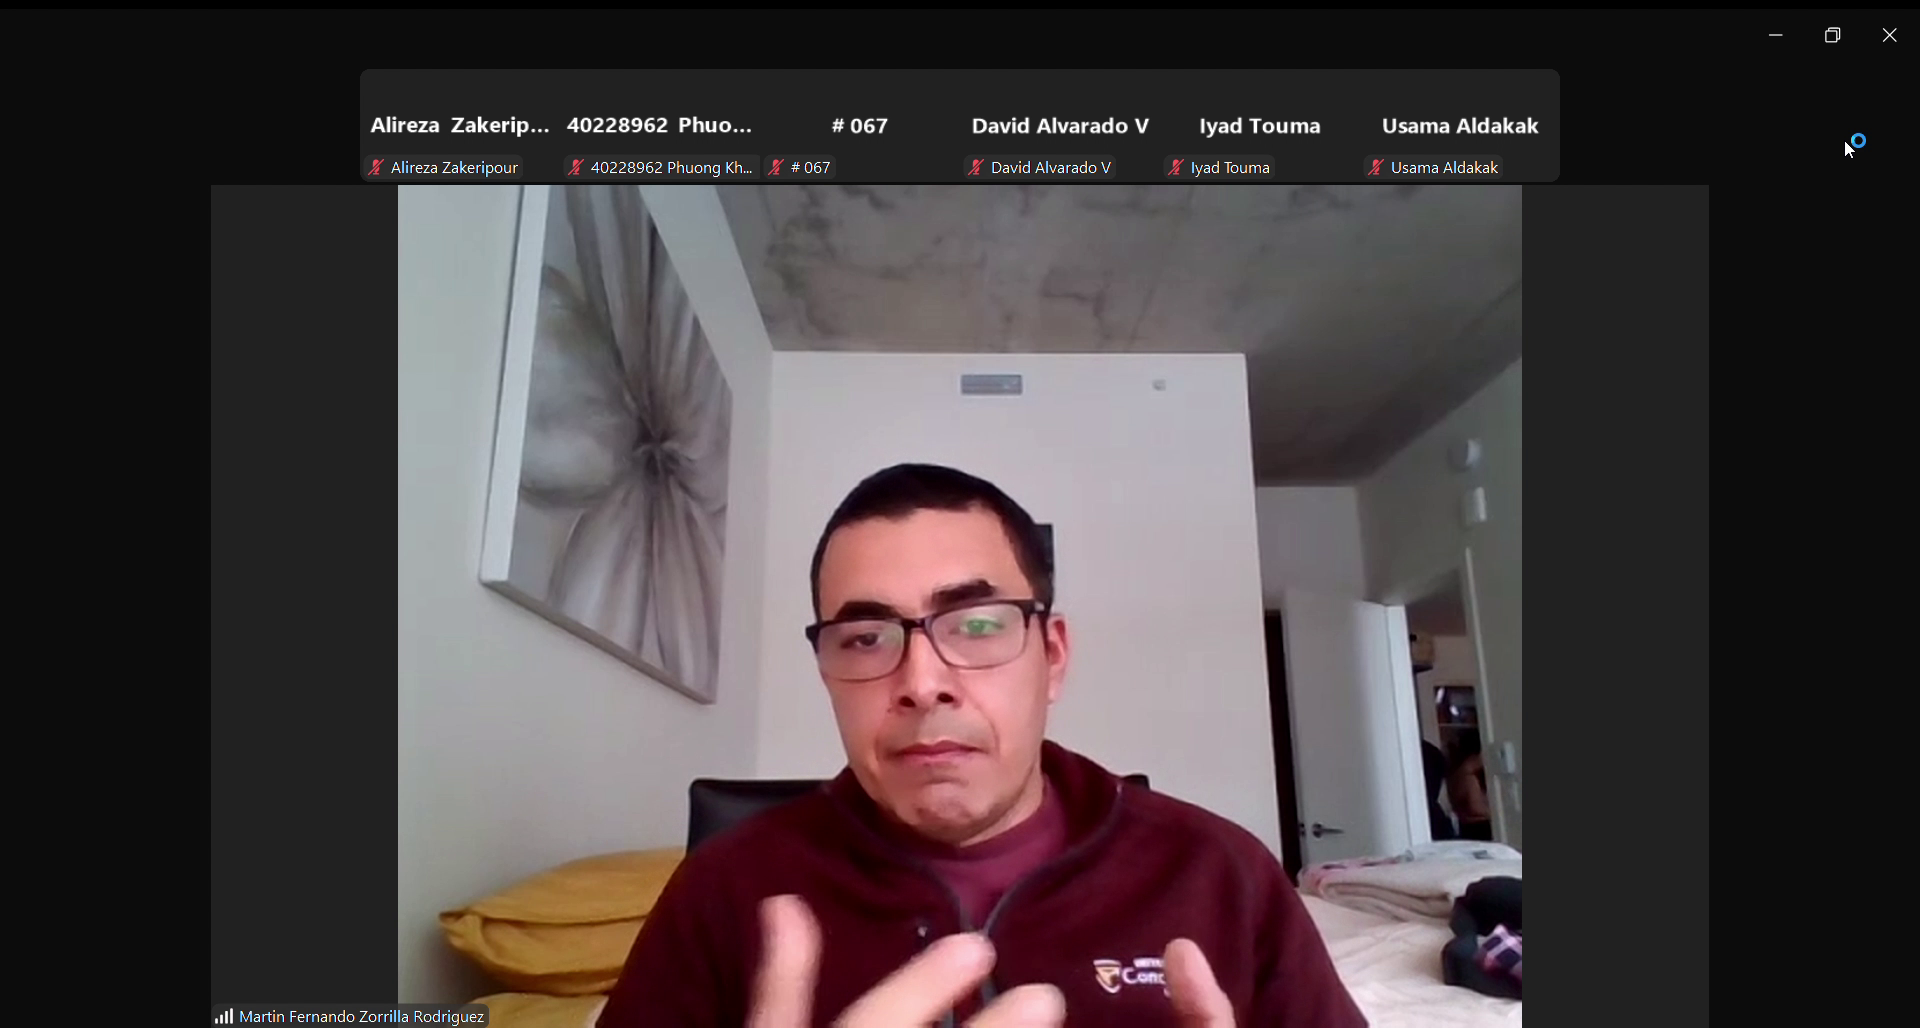 Alireza Zakerip... 40228962 Phuo... # 067 David Alvarado V Iyad Touma Usama Aldakak
Alireza Zakeripour 40228962 Phuong Kh... # 067 David Alvarado V Iyad Touma Usama Aldakak
Martin Fernando Zorrilla Rodriguez